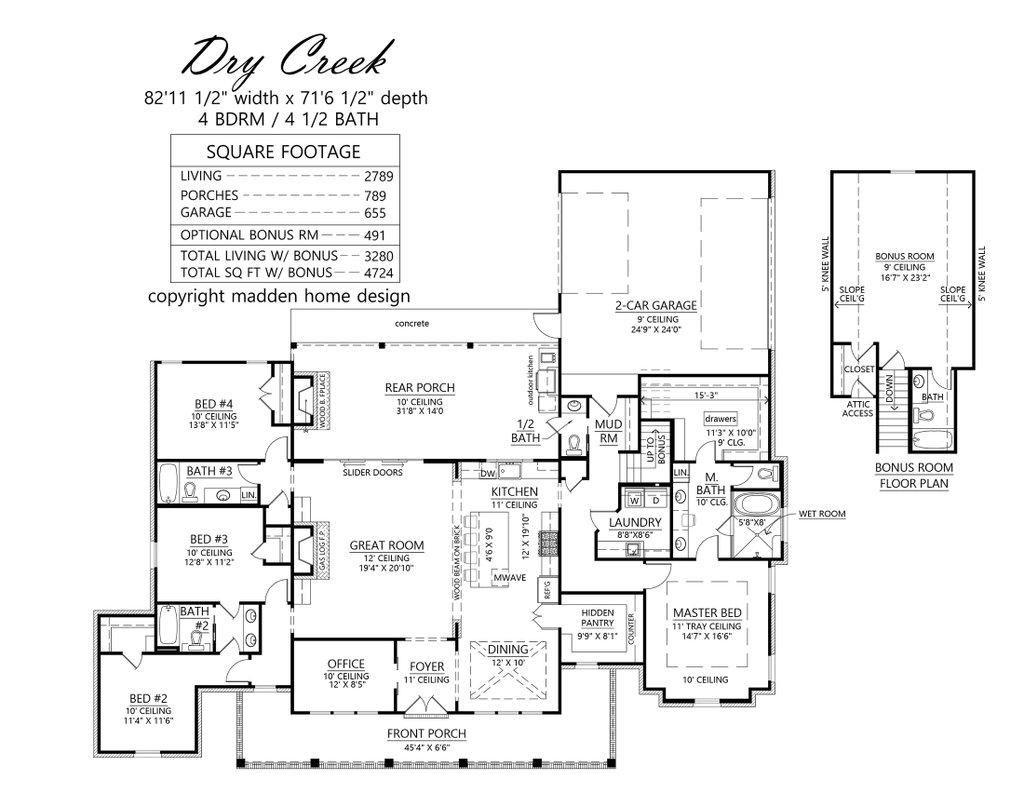 Dry Creek
82'11 1/2" width x 71'6 1/2" depth
4 BDRM / 4 1/2 BATH
SQUARE FOOTAGE
LIVING 2789
PORCHES 789
GARAGE 655
OPTIONAL BONUS RM 491
TOTAL LIVING W/ BONUS 3280
TOTAL SQ FT W/ BONUS 4724
copyright madden home design
concrete
2-CAR GARAGE
9' CEILING
24'9" X 24'0"
5' KNEE WALL
BONUS ROOM
9' CEILING
16'7" X 23'2"
5' KNEE WALL
SLOPE
CEIL'G
SLOPE
CEIL'G
CLOSET
ATTIC
ACCESS
DOWN
BATH
BONUS ROOM
FLOOR PLAN
BED #4
10' CEILING
13'8" X 11'5"
WOOD B. F'PLACE
REAR PORCH
10' CEILING
31'8" X 14'0
outdoor kitchen
1/2
BATH
MUD
RM
UP TO
BONUS
15'-3"
drawers
11'3" X 10'0"
9' CLG.
BATH #3
LIN.
SLIDER DOORS
DW
KITCHEN
11' CEILING
12' X 19'10"
4'6" X 9'0
MWAVE
REF'G
WOOD BEAM ON BRICK
W
D
LAUNDRY
8'8"X8'6"
LIN.
M.
BATH
10' CLG.
5'8"X8'
WET ROOM
BED #3
10' CEILING
12'8" X 11'2"
GAS LOG F.P.
GREAT ROOM
12' CEILING
19'4" X 20'10"
BATH
#2
HIDDEN
PANTRY
9'9" X 8'1"
COUNTER
MASTER BED
11' TRAY CEILING
14'7" X 16'6"
10' CEILING
BED #2
10' CEILING
11'4" X 11'6"
OFFICE
10' CEILING
12' X 8'5"
FOYER
11' CEILING
DINING
12' X 10'
FRONT PORCH
45'4" X 6'6"